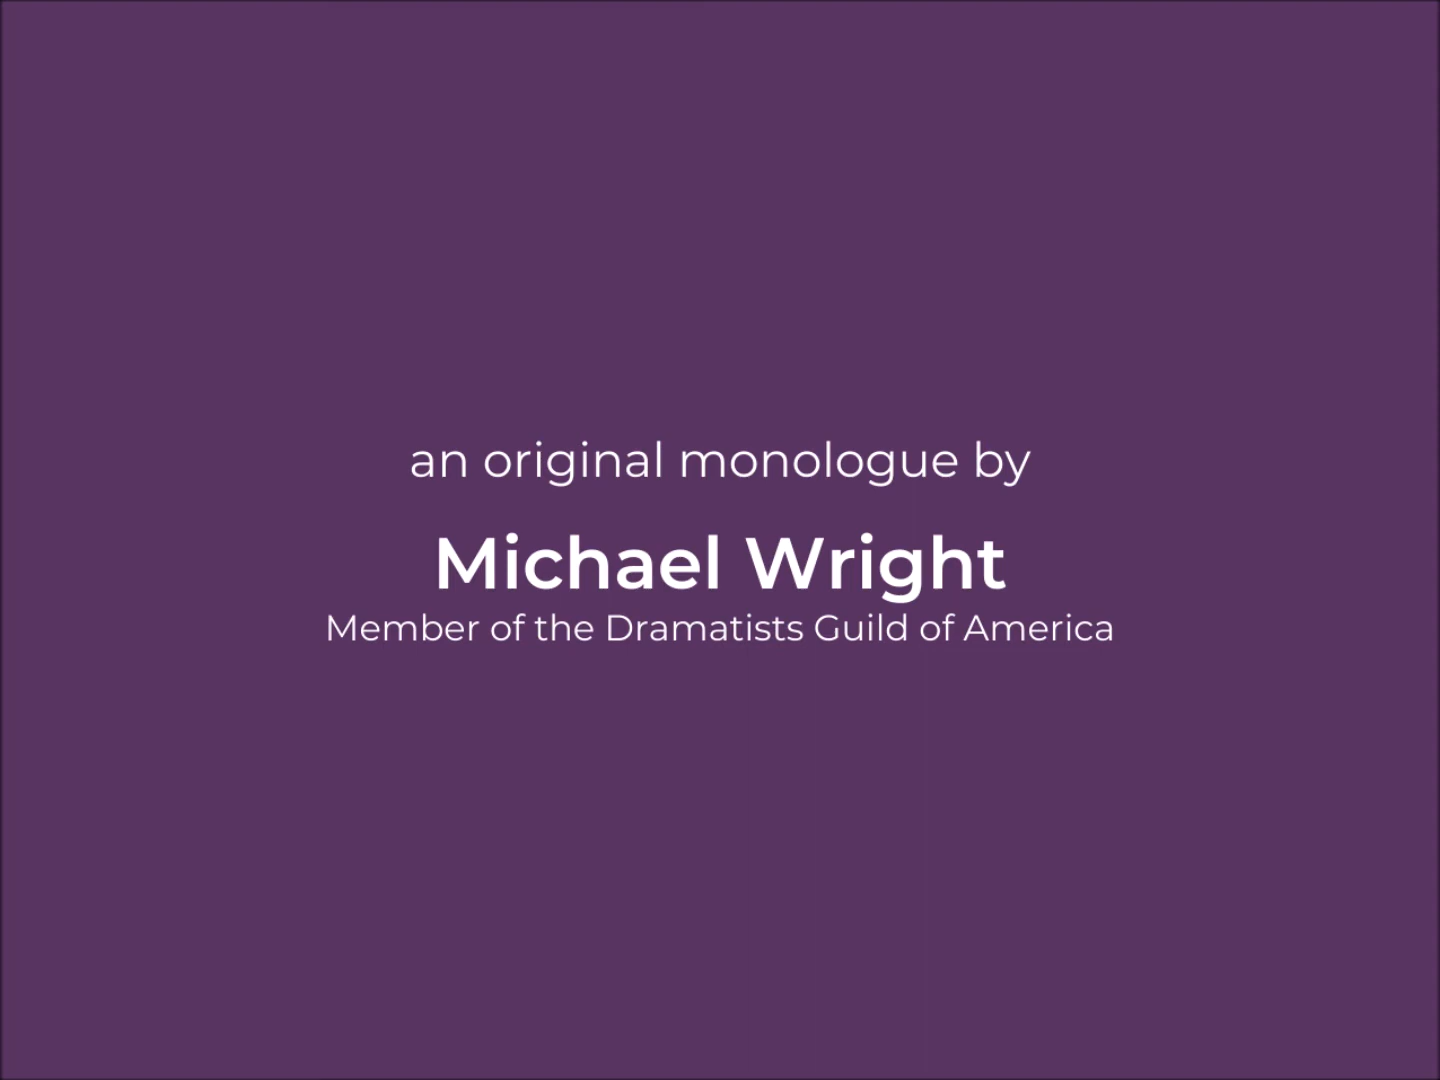 an original monologue by
Michael Wright
Member of the Dramatists Guild of America